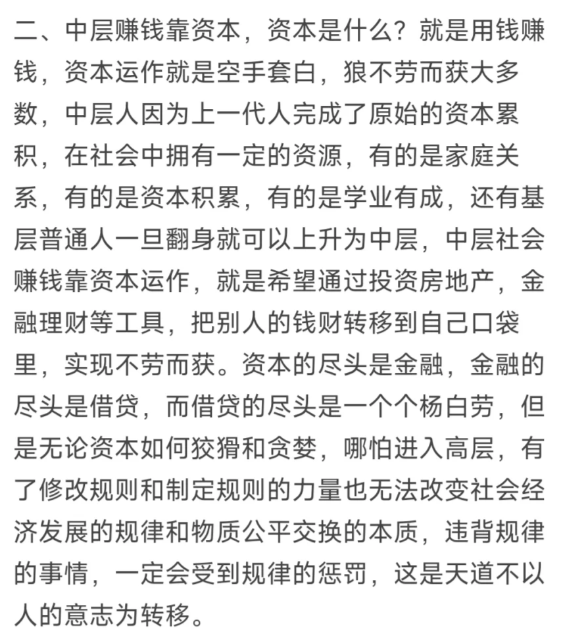 二、中层赚钱靠资本，资本是什么？就是用钱赚
钱，资本运作就是空手套白，狼不劳而获大多
数，中层人因为上一代人完成了原始的资本累
积，在社会中拥有一定的资源，有的是家庭关
系，有的是资本积累，有的是学业有成，还有基
层普通人一旦翻身就可以上升为中层，中层社会
赚钱靠资本运作，就是希望通过投资房地产，金
融理财等工具，把别人的钱财转移到自己口袋
里，实现不劳而获。资本的尽头是金融，金融的
尽头是借贷，而借贷的尽头是一个个杨白劳，但
是无论资本如何狡猾和贪婪，哪怕进入高层，有
了修改规则和制定规则的力量也无法改变社会经
济发展的规律和物质公平交换的本质，违背规律
的事情，一定会受到规律的惩罚，这是天道不以
人的意志为转移。